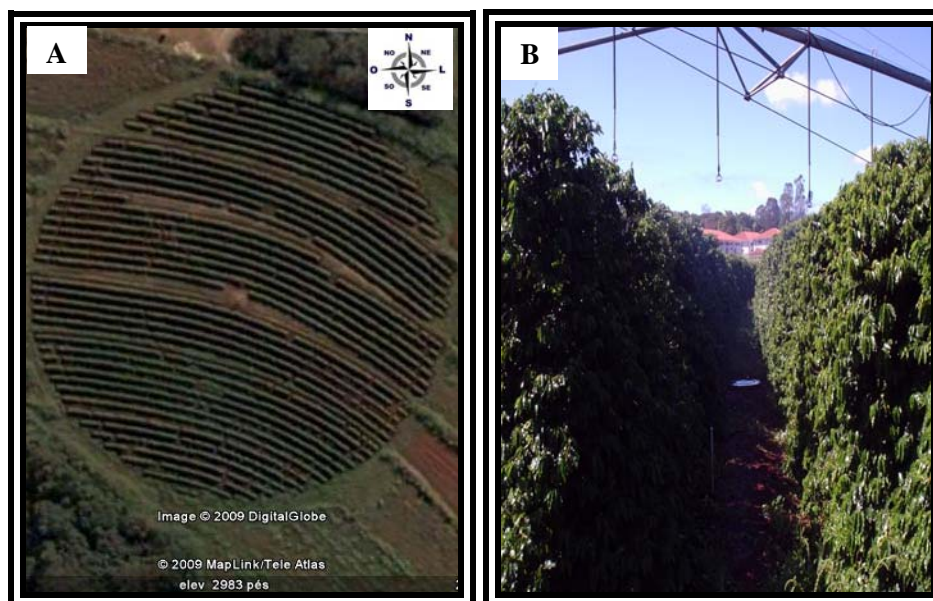 A
N
NO NE
O L
SO SE
S
Image © 2009 DigitalGlobe
© 2009 MapLink/Tele Atlas
elev 2983 pés
B